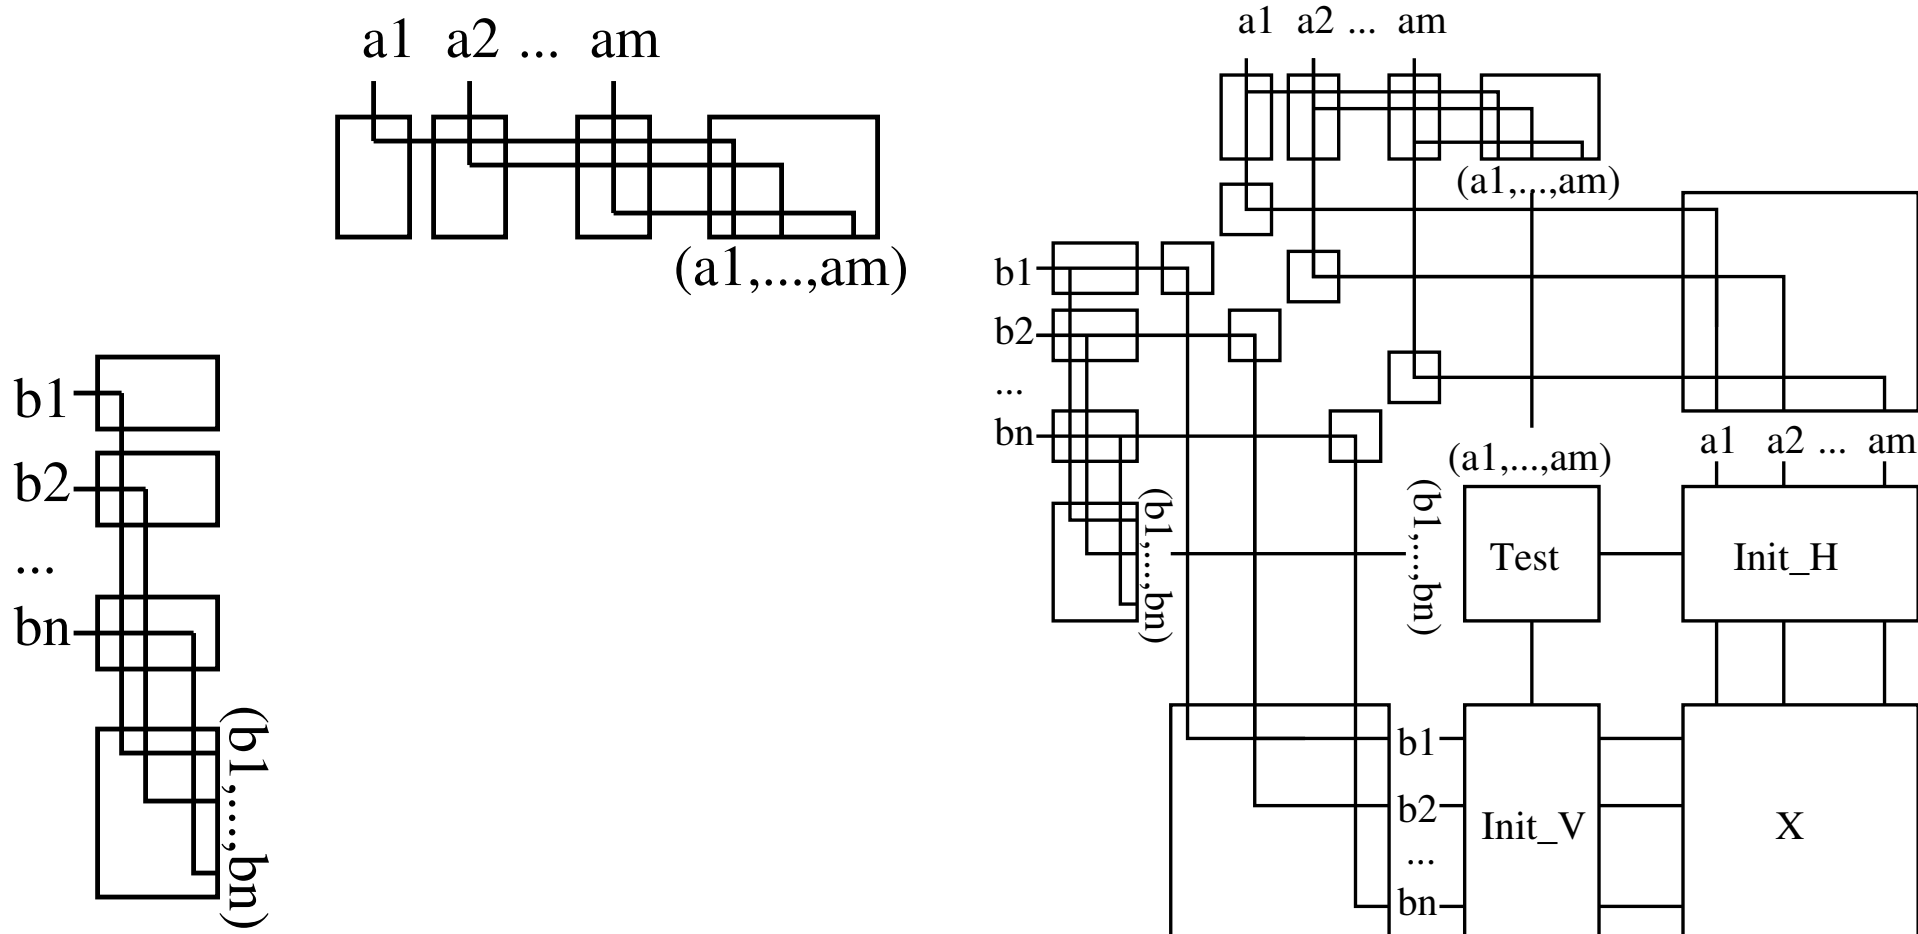 a1 a2 ... am
(a1,...,am)
b1
b2
...
bn
(b1,...,bn)
a1 a2 ... am
(a1,...,am)
b1
b2
...
bn
(b1,...,bn)
(a1,...,am)
(b1,...,bn)
a1 a2 ... am
Test
Init_H
b1
b2
...
bn
Init_V
X